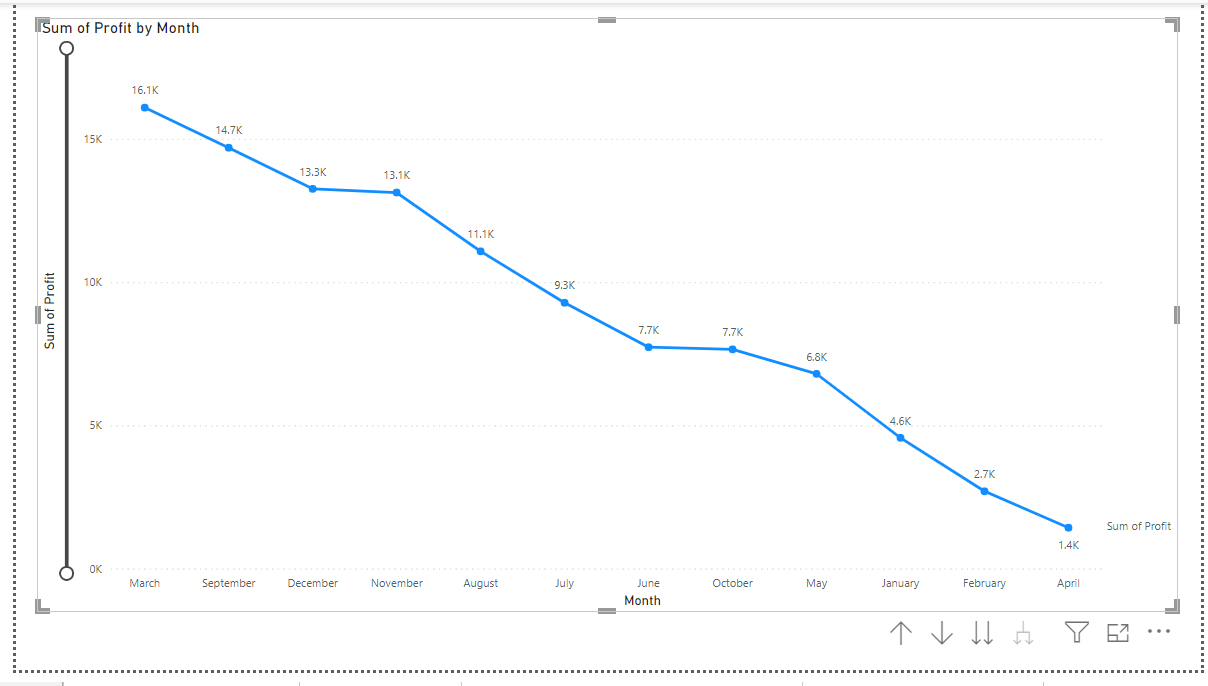 Sum of Profit by Month
16.1K
14.7K
13.3K
13.1K
11.1K
9.3K
7.7K
7.7K
6.8K
4.6K
2.7K
1.4K
15K
10K
5K
0K
Sum of Profit
Sum of Profit
March September December November August July June October May January February April
Month